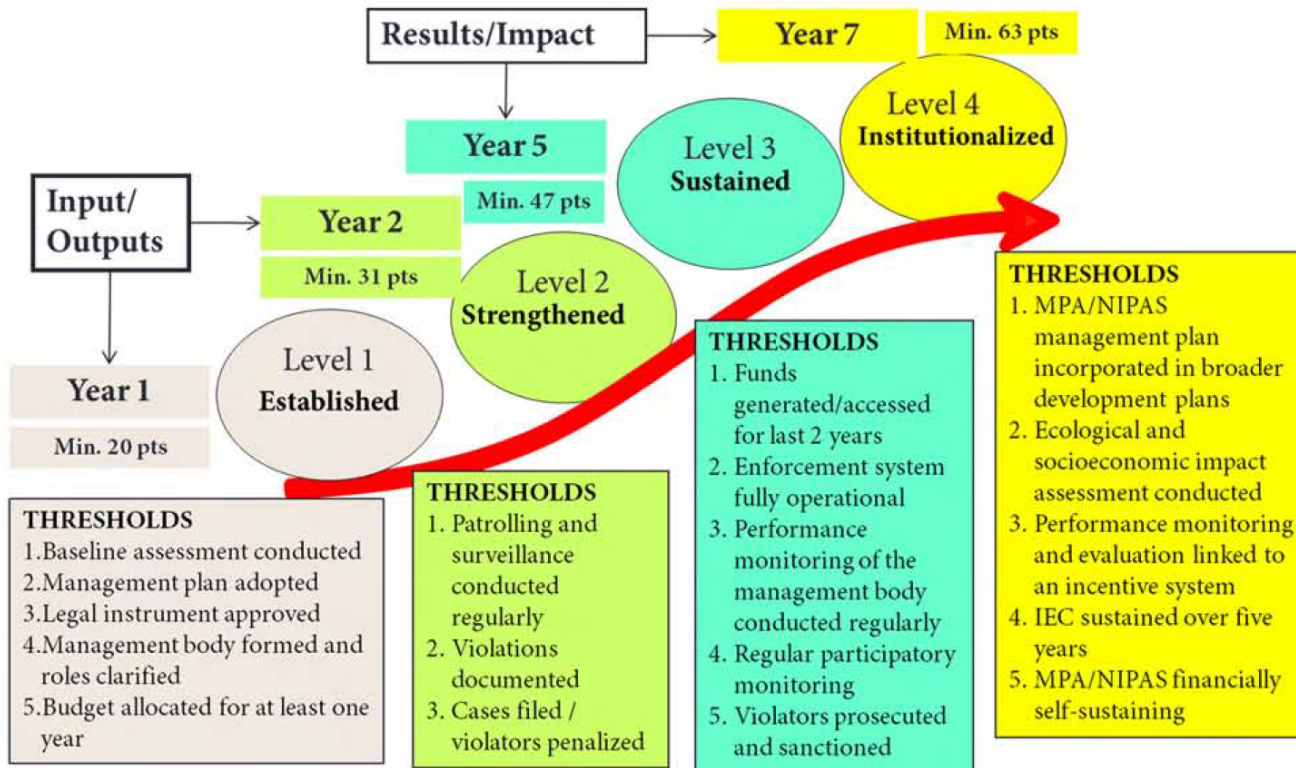 Results/Impact
Year 7
Min. 63 pts
Level 4
Institutionalized
Year 5
Min. 47 pts
Level 3
Sustained
Input/
Outputs
Year 2
Min. 31 pts
Level 2
Strengthened
Year 1
Min. 20 pts
Level 1
Established
THRESHOLDS
1.Baseline assessment conducted
2.Management plan adopted
3.Legal instrument approved
4.Management body formed and
roles clarified
5.Budget allocated for at least one
year
THRESHOLDS
1. Patrolling and
surveillance
conducted
regularly
2. Violations
documented
3. Cases filed /
violators penalized
THRESHOLDS
1. Funds
generated/accessed
for last 2 years
2. Enforcement system
fully operational
3. Performance
monitoring of the
management body
conducted regularly
4. Regular participatory
monitoring
5. Violators prosecuted
and sanctioned
THRESHOLDS
1. MPA/NIPAS
management plan
incorporated in broader
development plans
2. Ecological and
socioeconomic impact
assessment conducted
3. Performance monitoring
and evaluation linked to
an incentive system
4. IEC sustained over five
years
5. MPA/NIPAS financially
self-sustaining